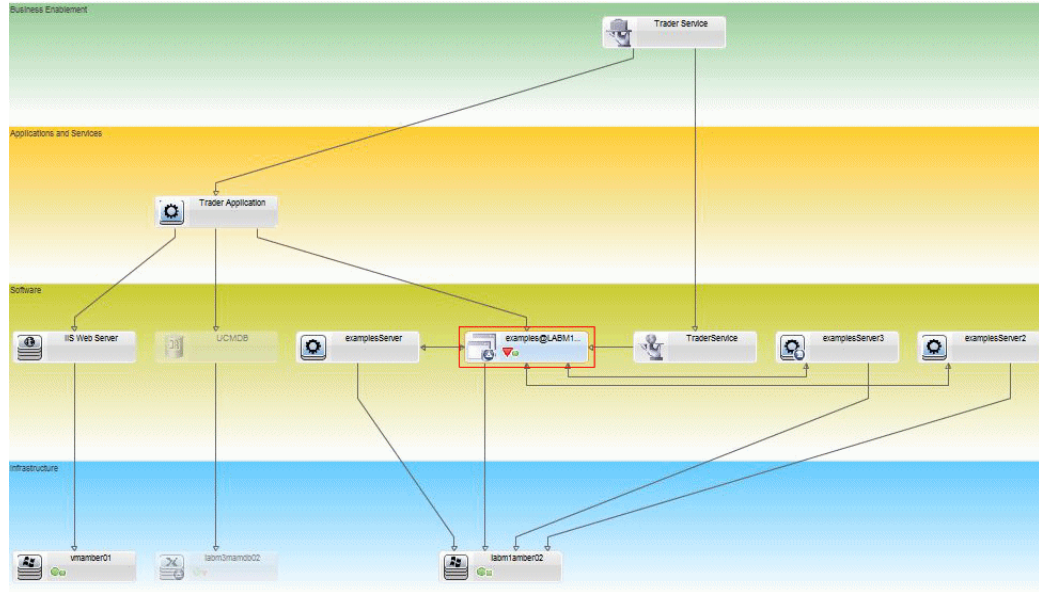 Business Enablement
Trader Service
Applications and Services
Trader Application
Software
IIS Web Server
UCMDB
examplesServer
examples@LABM1...
TraderService
examplesServer3
examplesServer2
Infrastructure
vmamber01
labm3mamdb02
labm1amber02